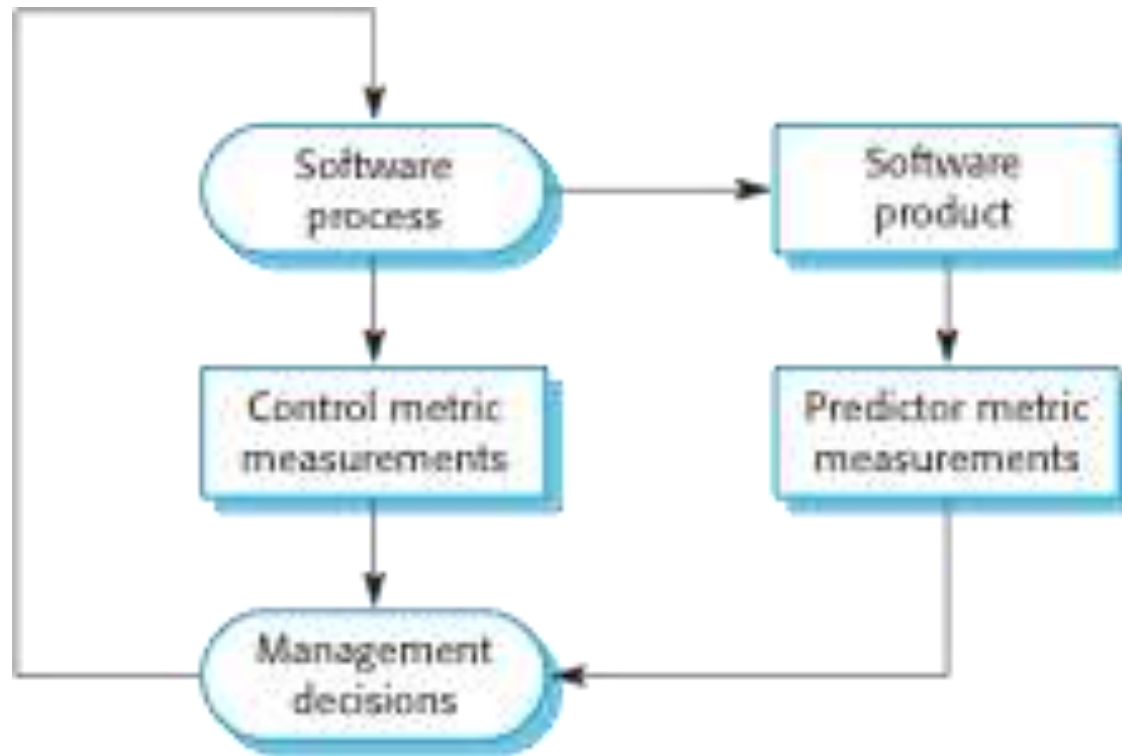 Software
process
Software
product
Control metric
measurements
Predictor metric
measurements
Management
decisions